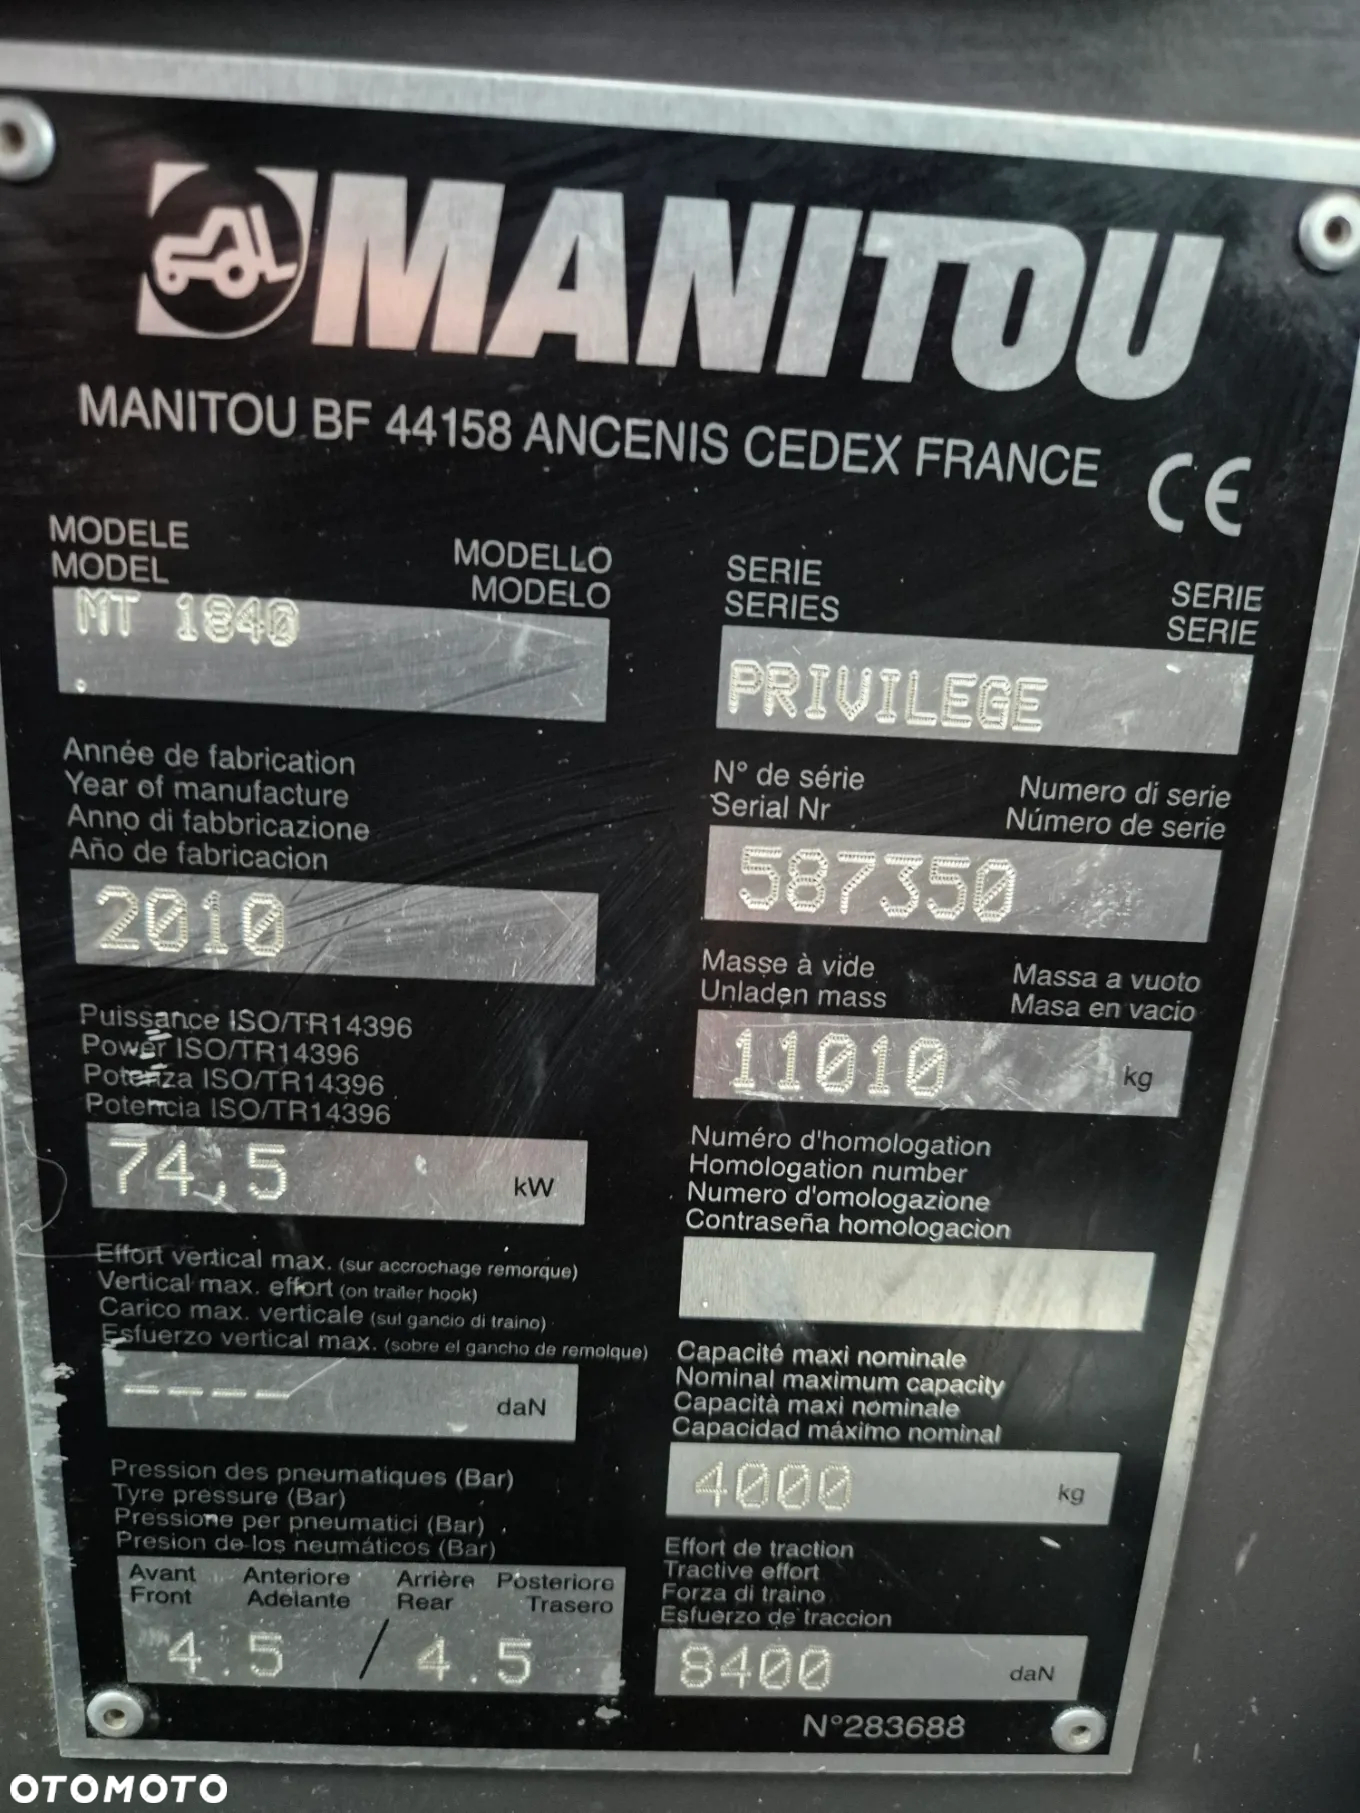 MANITOU
MANITOU BF 44158 ANCENIS CEDEX FRANCE CE
MODELE
MODEL
MODELLO
MODELO
MT 1840
.
SERIE
SERIES
SERIE
SERIE
PRIVILEGE
Année de fabrication
Year of manufacture
Anno di fabbricazione
Año de fabricacion
2010
N° de série
Serial Nr
Numero di serie
Número de serie
587350
Masse à vide
Unladen mass
Massa a vuoto
Masa en vacio
11010 kg
Puissance ISO/TR14396
Power ISO/TR14396
Potenza ISO/TR14396
Potencia ISO/TR14396
74,5 kW
Numéro d'homologation
Homologation number
Numero d'omologazione
Contraseña homologacion
Effort vertical max. (sur accrochage remorque)
Vertical max. effort (on trailer hook)
Carico max. verticale (sul gancio di traino)
Esfuerzo vertical max. (sobre el gancho de remolque)
---- daN
Capacité maxi nominale
Nominal maximum capacity
Capacità maxi nominale
Capacidad máximo nominal
4000 kg
Pression des pneumatiques (Bar)
Tyre pressure (Bar)
Pressione per pneumatici (Bar)
Presion de los neumáticos (Bar)
Avant Anteriore Arrière Posteriore
Front Adelante Rear Trasero
4.5 / 4.5
Effort de traction
Tractive effort
Forza di traino
Esfuerzo de traccion
8400 daN
N°283688
OTOMOTO